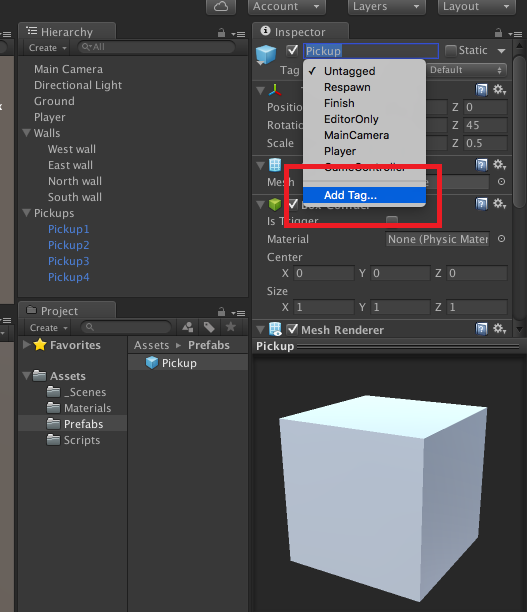 Account Layers Layout
Hierarchy
Create All
Main Camera
Directional Light
Ground
Player
Walls
West wall
East wall
North wall
South wall
Pickups
Pickup1
Pickup2
Pickup3
Pickup4
Project
Create
Favorites
Assets
_Scenes
Materials
Prefabs
Scripts
Assets Prefabs
Pickup
Inspector
Pickup Static
Tag Default
Untagged
Respawn
Finish
EditorOnly
MainCamera
Player
GameController
Add Tag...
Z 0
Z 45
Scale Z 0.5
Mesh
Box Collider
Is Trigger
Material None (Physic Mater
Center
X 0 Y 0 Z 0
Size
X 1 Y 1 Z 1
Mesh Renderer
Pickup